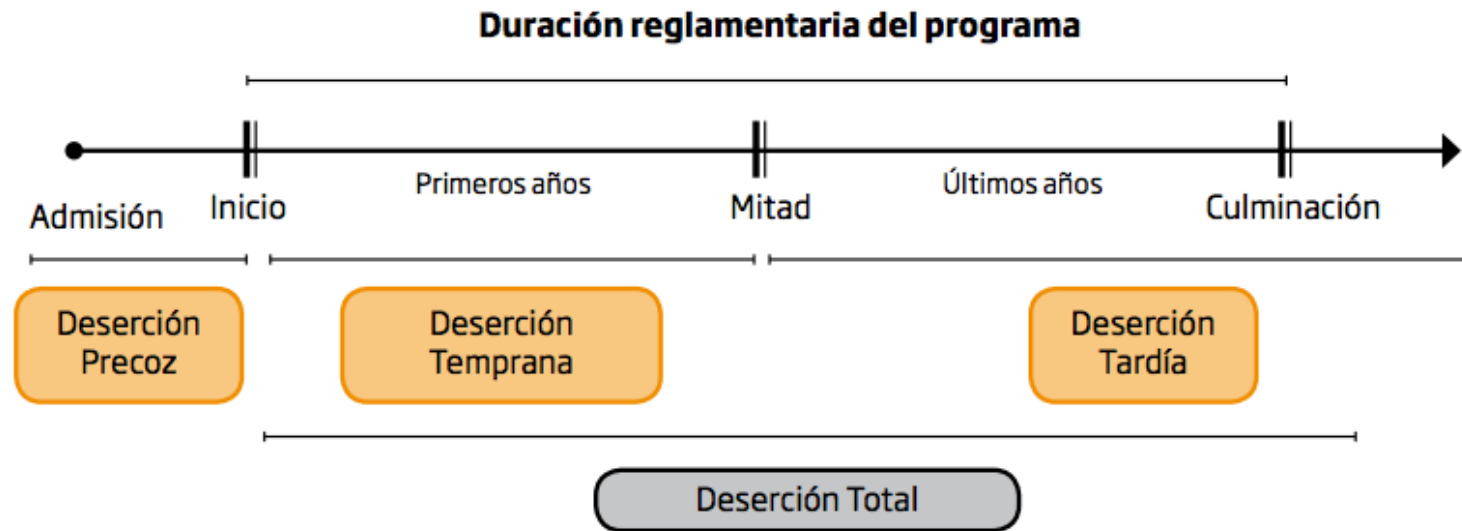 Duración reglamentaria del programa
Primeros años
Últimos años
Admisión
Inicio
Mitad
Culminación
Deserción
Precoz
Deserción
Temprana
Deserción
Tardía
Deserción Total